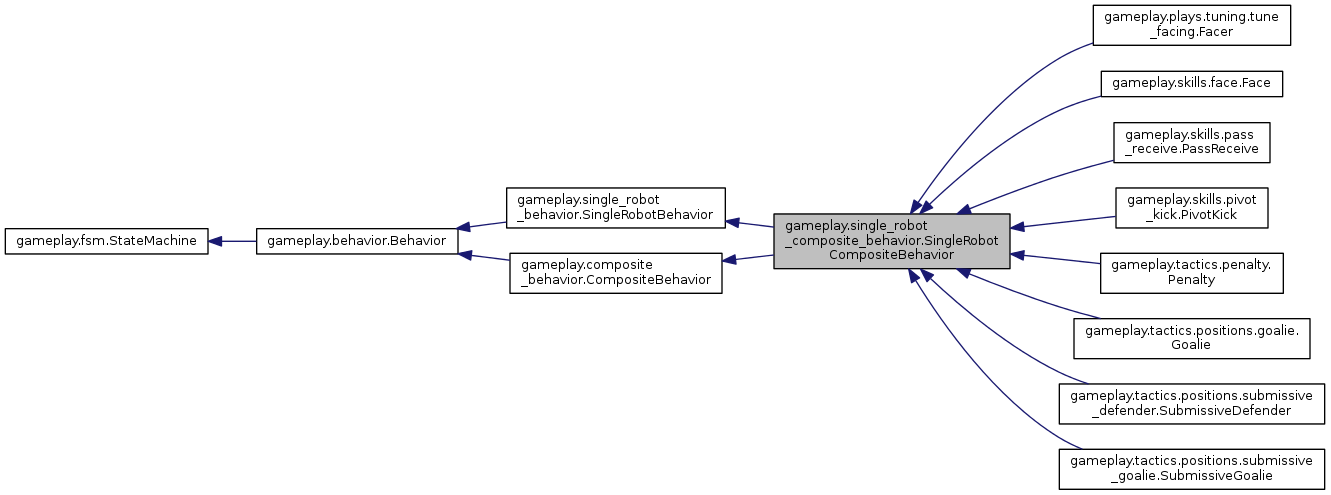 gameplay.fsm.StateMachine
gameplay.behavior.Behavior
gameplay.single_robot
_behavior.SingleRobotBehavior
gameplay.composite
_behavior.CompositeBehavior
gameplay.single_robot
_composite_behavior.SingleRobot
CompositeBehavior
gameplay.plays.tuning.tune
_facing.Facer
gameplay.skills.face.Face
gameplay.skills.pass
_receive.PassReceive
gameplay.skills.pivot
_kick.PivotKick
gameplay.tactics.penalty.
Penalty
gameplay.tactics.positions.goalie.
Goalie
gameplay.tactics.positions.submissive
_defender.SubmissiveDefender
gameplay.tactics.positions.submissive
_goalie.SubmissiveGoalie